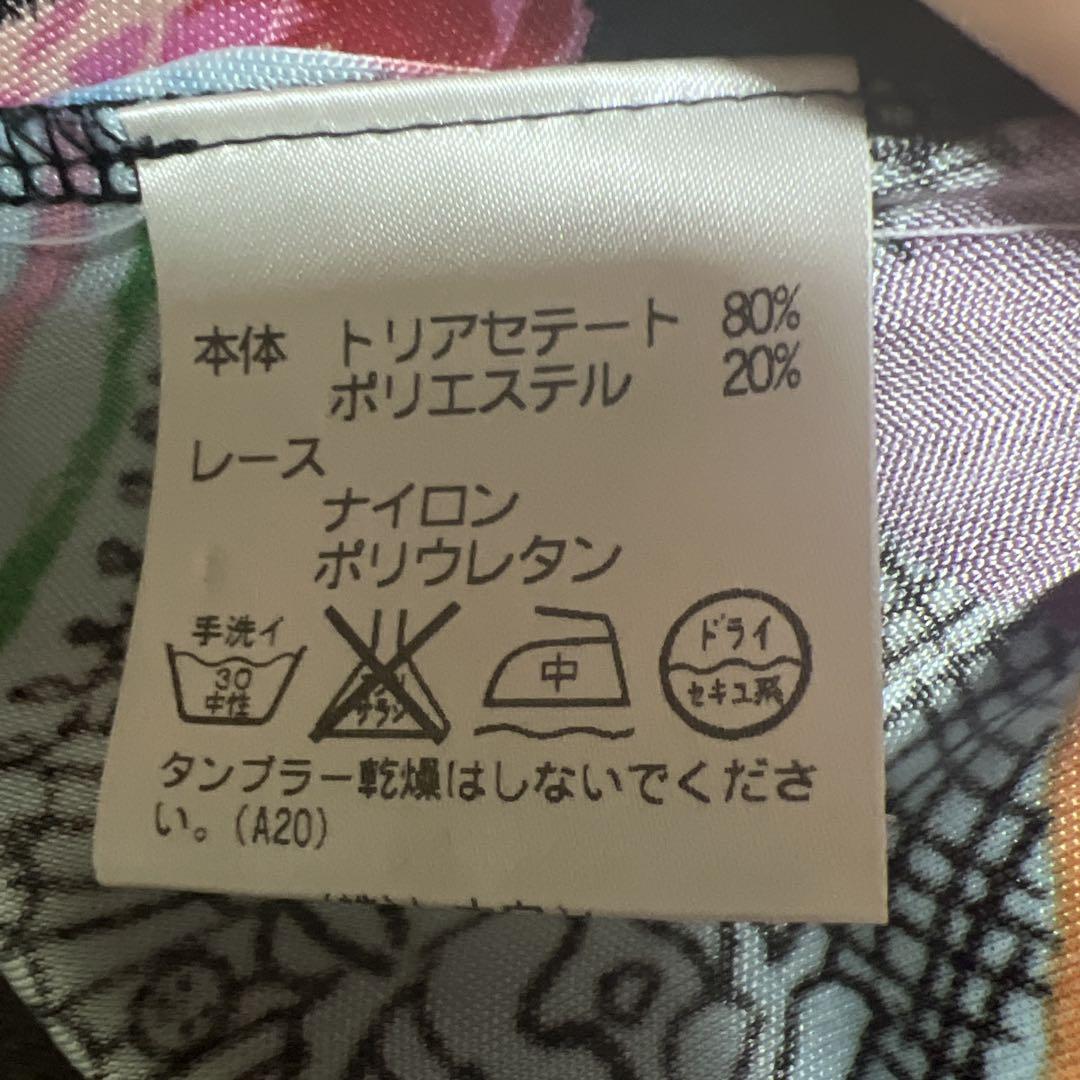 本体 トリアセテート 80%
ポリエステル 20%
レース
ナイロン
ポリウレタン
手洗イ
30
中性
サラシ
中
ドライ
セキユ系
タンブラー乾燥はしないでくださ
い。(A20)